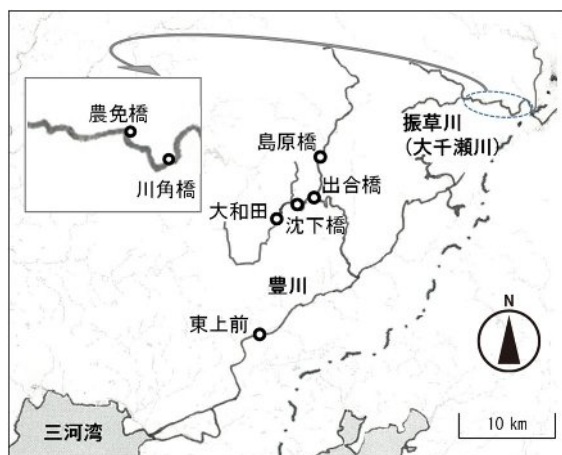 農免橋
川角橋
島原橋
振草川
(大千瀬川)
出合橋
大和田
沈下橋
豊川
東上前
N
三河湾
10 km